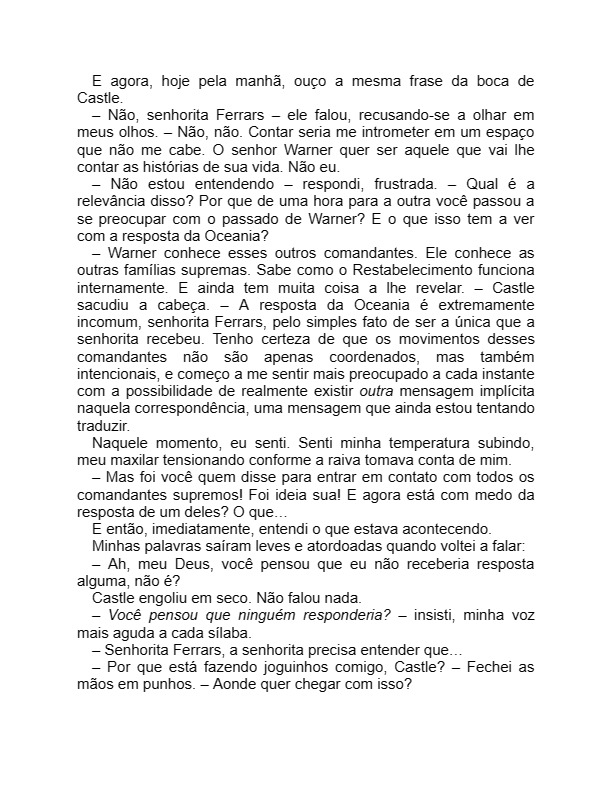 E agora, hoje pela manhã, ouço a mesma frase da boca de
Castle.
– Não, senhorita Ferrars – ele falou, recusando-se a olhar em
meus olhos. – Não, não. Contar seria me intrometer em um espaço
que não me cabe. O senhor Warner quer ser aquele que vai lhe
contar as histórias de sua vida. Não eu.
– Não estou entendendo – respondi, frustrada. – Qual é a
relevância disso? Por que de uma hora para a outra você passou a
se preocupar com o passado de Warner? E o que isso tem a ver
com a resposta da Oceania?
– Warner conhece esses outros comandantes. Ele conhece as
outras famílias supremas. Sabe como o Restabelecimento funciona
internamente. E ainda tem muita coisa a lhe revelar. – Castle
sacudiu a cabeça. – A resposta da Oceania é extremamente
incomum, senhorita Ferrars, pelo simples fato de ser a única que a
senhorita recebeu. Tenho certeza de que os movimentos desses
comandantes não são apenas coordenados, mas também
intencionais, e começo a me sentir mais preocupado a cada instante
com a possibilidade de realmente existir outra mensagem implícita
naquela correspondência, uma mensagem que ainda estou tentando
traduzir.
Naquele momento, eu senti. Senti minha temperatura subindo,
meu maxilar tensionando conforme a raiva tomava conta de mim.
– Mas foi você quem disse para entrar em contato com todos os
comandantes supremos! Foi ideia sua! E agora está com medo da
resposta de um deles? O que…
E então, imediatamente, entendi o que estava acontecendo.
Minhas palavras saíram leves e atordoadas quando voltei a falar:
– Ah, meu Deus, você pensou que eu não receberia resposta
alguma, não é?
Castle engoliu em seco. Não falou nada.
– Você pensou que ninguém responderia? – insisti, minha voz
mais aguda a cada sílaba.
– Senhorita Ferrars, a senhorita precisa entender que…
– Por que está fazendo joguinhos comigo, Castle? – Fechei as
mãos em punhos. – Aonde quer chegar com isso?